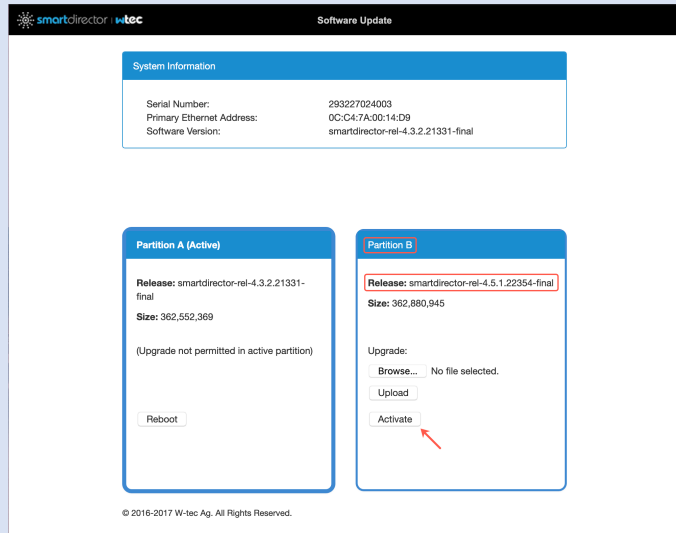 smartdirector wtec
Software Update
System Information
Serial Number: 293227024003
Primary Ethernet Address: 0C:C4:7A:00:14:D9
Software Version: smartdirector-rel-4.3.2.21331-final
Partition A (Active)
Release: smartdirector-rel-4.3.2.21331-
final
Size: 362,552,369
(Upgrade not permitted in active partition)
Reboot
Partition B
Release: smartdirector-rel-4.5.1.22354-final
Size: 362,880,945
Upgrade:
Browse... No file selected.
Upload
Activate
© 2016-2017 W-tec Ag. All Rights Reserved.